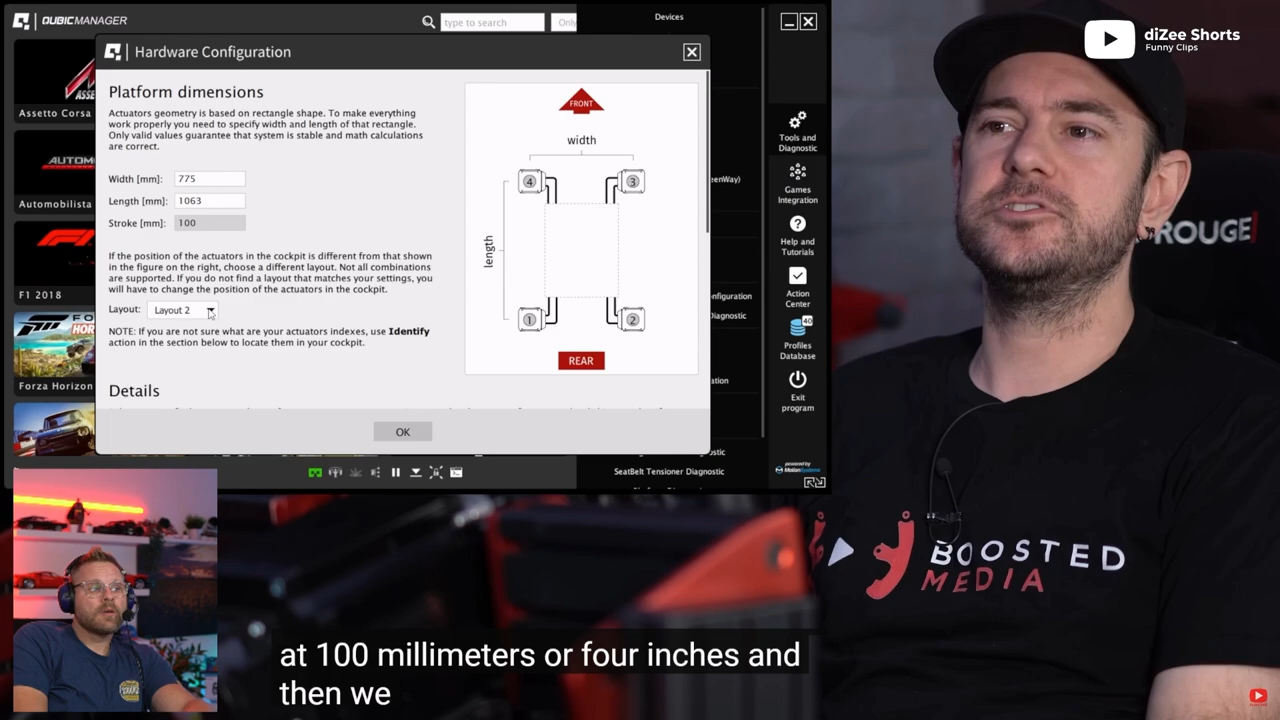 QUBIC MANAGER
type to search
Only
Devices
diZee Shorts
Funny Clips
Hardware Configuration
Platform dimensions
Actuators geometry is based on rectangle shape. To make everything
work properly you need to specify width and length of that rectangle.
Only valid values guarantee that system is stable and math calculations
are correct.
Width [mm]: 775
Length [mm]: 1063
Stroke [mm]: 100
If the position of the actuators in the cockpit is different from that shown
in the figure on the right, choose a different layout. Not all combinations
are supported. If you do not find a layout that matches your settings, you
will have to change the position of the actuators in the cockpit.
Layout: Layout 2
NOTE: If you are not sure what are your actuators indexes, use Identify
action in the section below to locate them in your cockpit.
Details
OK
FRONT
width
4 3
length
1 2
REAR
Assetto Corsa
Automobilista
F1 2018
Forza Horizon
eenWay)
nfiguration
iagnostic
ation
stic
SeatBelt Tensioner Diagnostic
Tools and
Diagnostic
Games
Integration
Help and
Tutorials
Action
Center
40
Profiles
Database
Exit
program
powered by
ROUGE
BOOSTED
MEDIA
at 100 millimeters or four inches and
then we